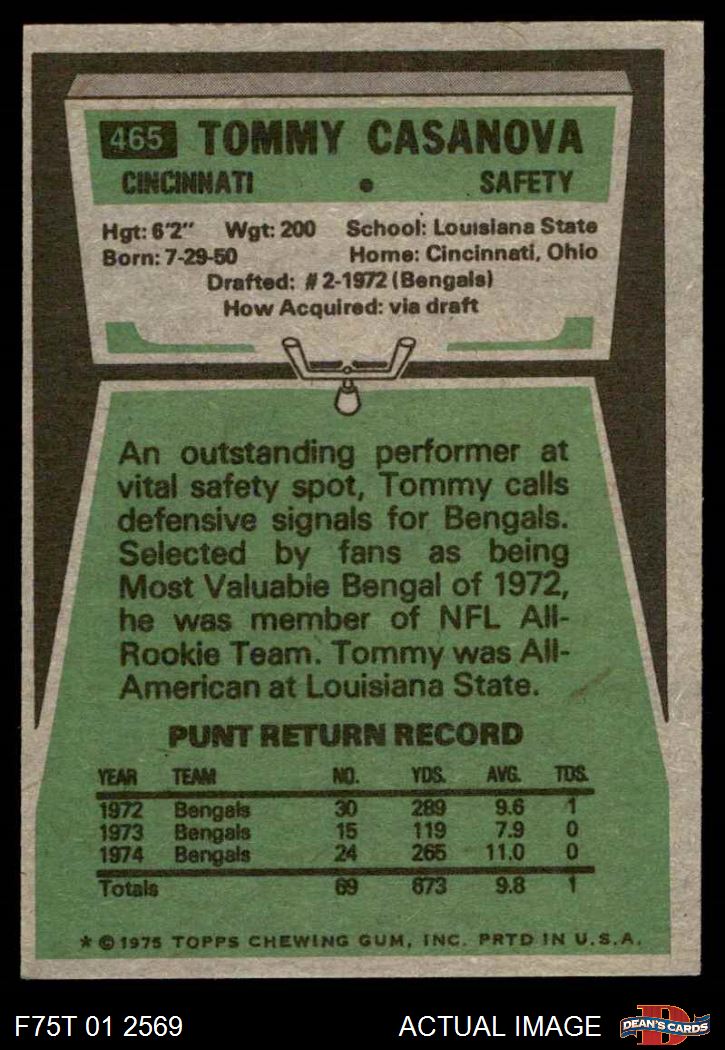 465 TOMMY CASANOVA
CINCINNATI • SAFETY
Hgt: 6'2" Wgt: 200 School: Louisiana State
Born: 7-29-50 Home: Cincinnati, Ohio
Drafted: #2-1972 (Bengals)
How Acquired: via draft
An outstanding performer at
vital safety spot, Tommy calls
defensive signals for Bengals.
Selected by fans as being
Most Valuable Bengal of 1972,
he was member of NFL All-
Rookie Team. Tommy was All-
American at Louisiana State.
PUNT RETURN RECORD
YEAR TEAM NO. YDS. AVG. TDS.
1972 Bengals 30 289 9.6 1
1973 Bengals 15 119 7.9 0
1974 Bengals 24 265 11.0 0
Totals 69 673 9.8 1
* © 1975 TOPPS CHEWING GUM, INC. PRTD IN U.S.A.
F75T 01 2569 ACTUAL IMAGE D DEAN'S CARDS